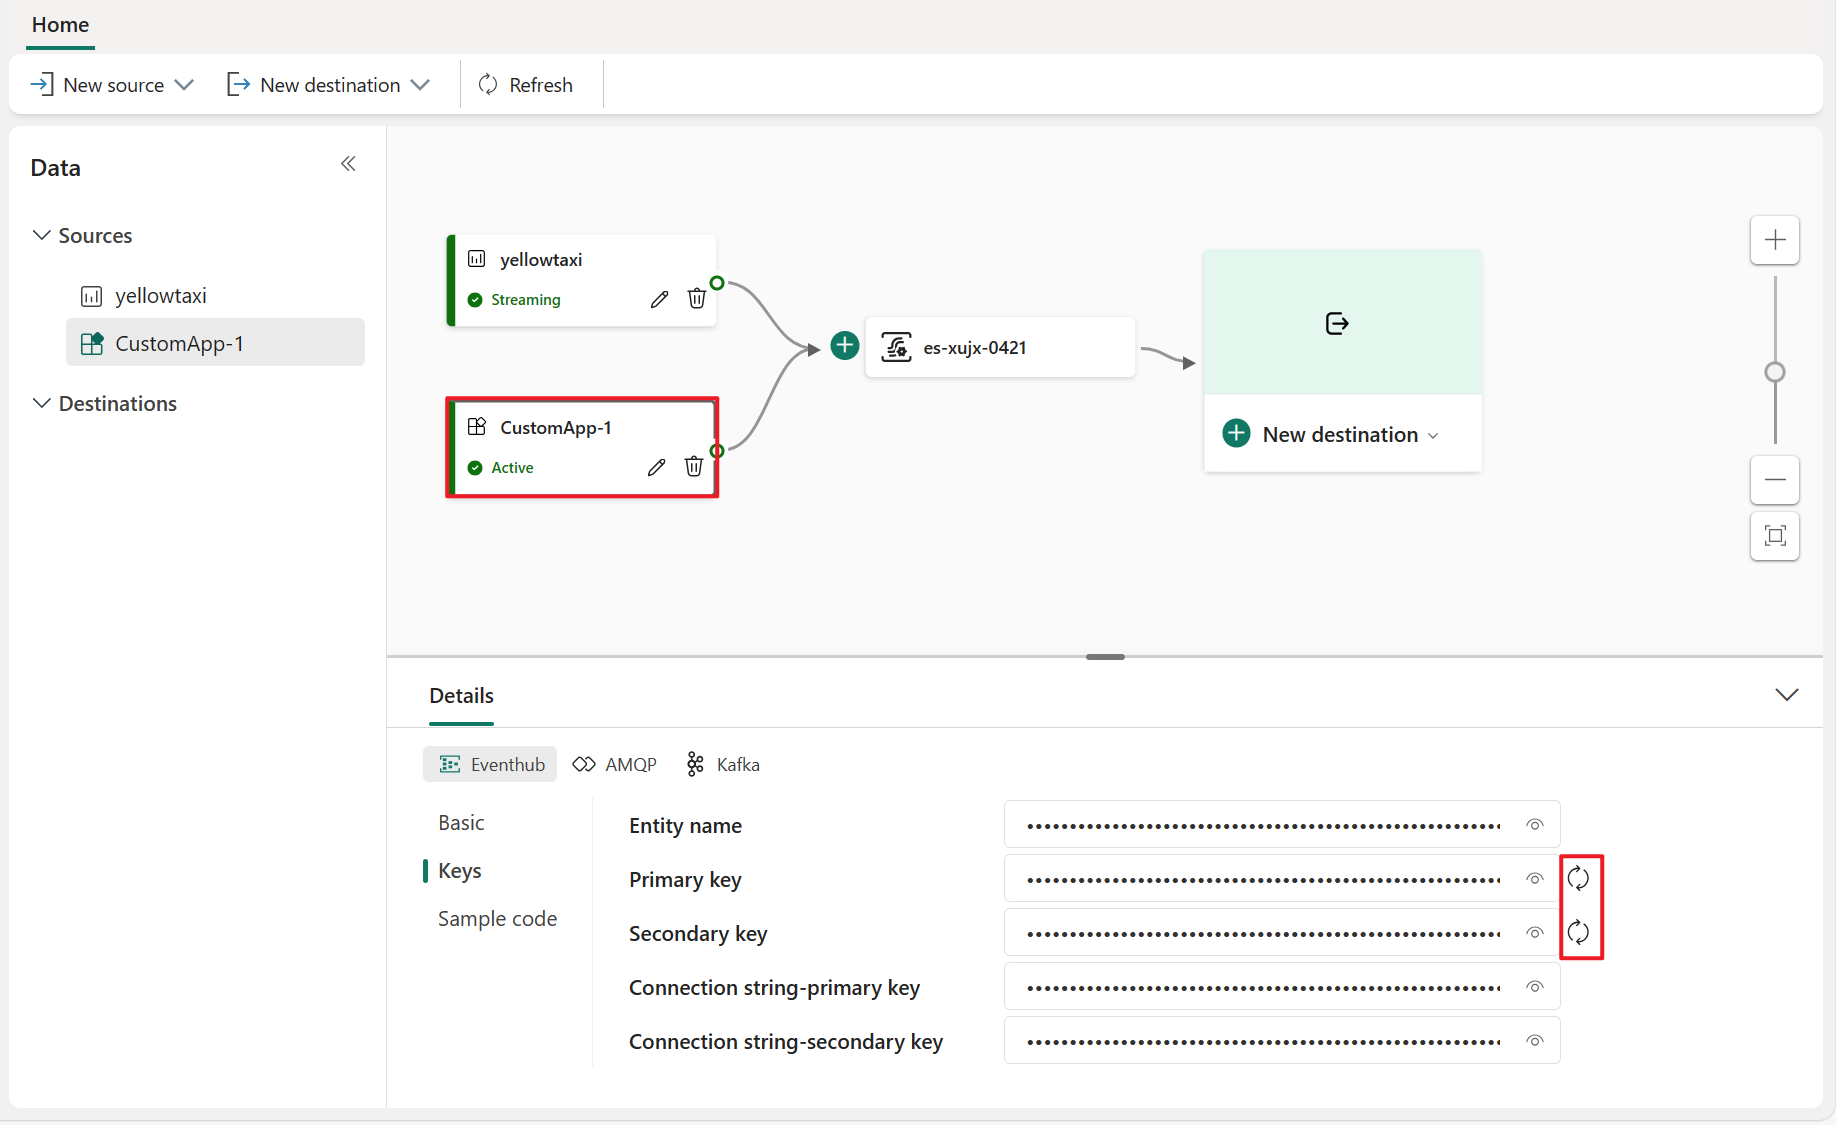 Home
New source
New destination
Refresh
Data
Sources
yellowtaxi
CustomApp-1
Destinations
yellowtaxi
Streaming
CustomApp-1
Active
es-xujx-0421
New destination
Details
Eventhub
AMQP
Kafka
Basic
Keys
Sample code
Entity name
Primary key
Secondary key
Connection string-primary key
Connection string-secondary key